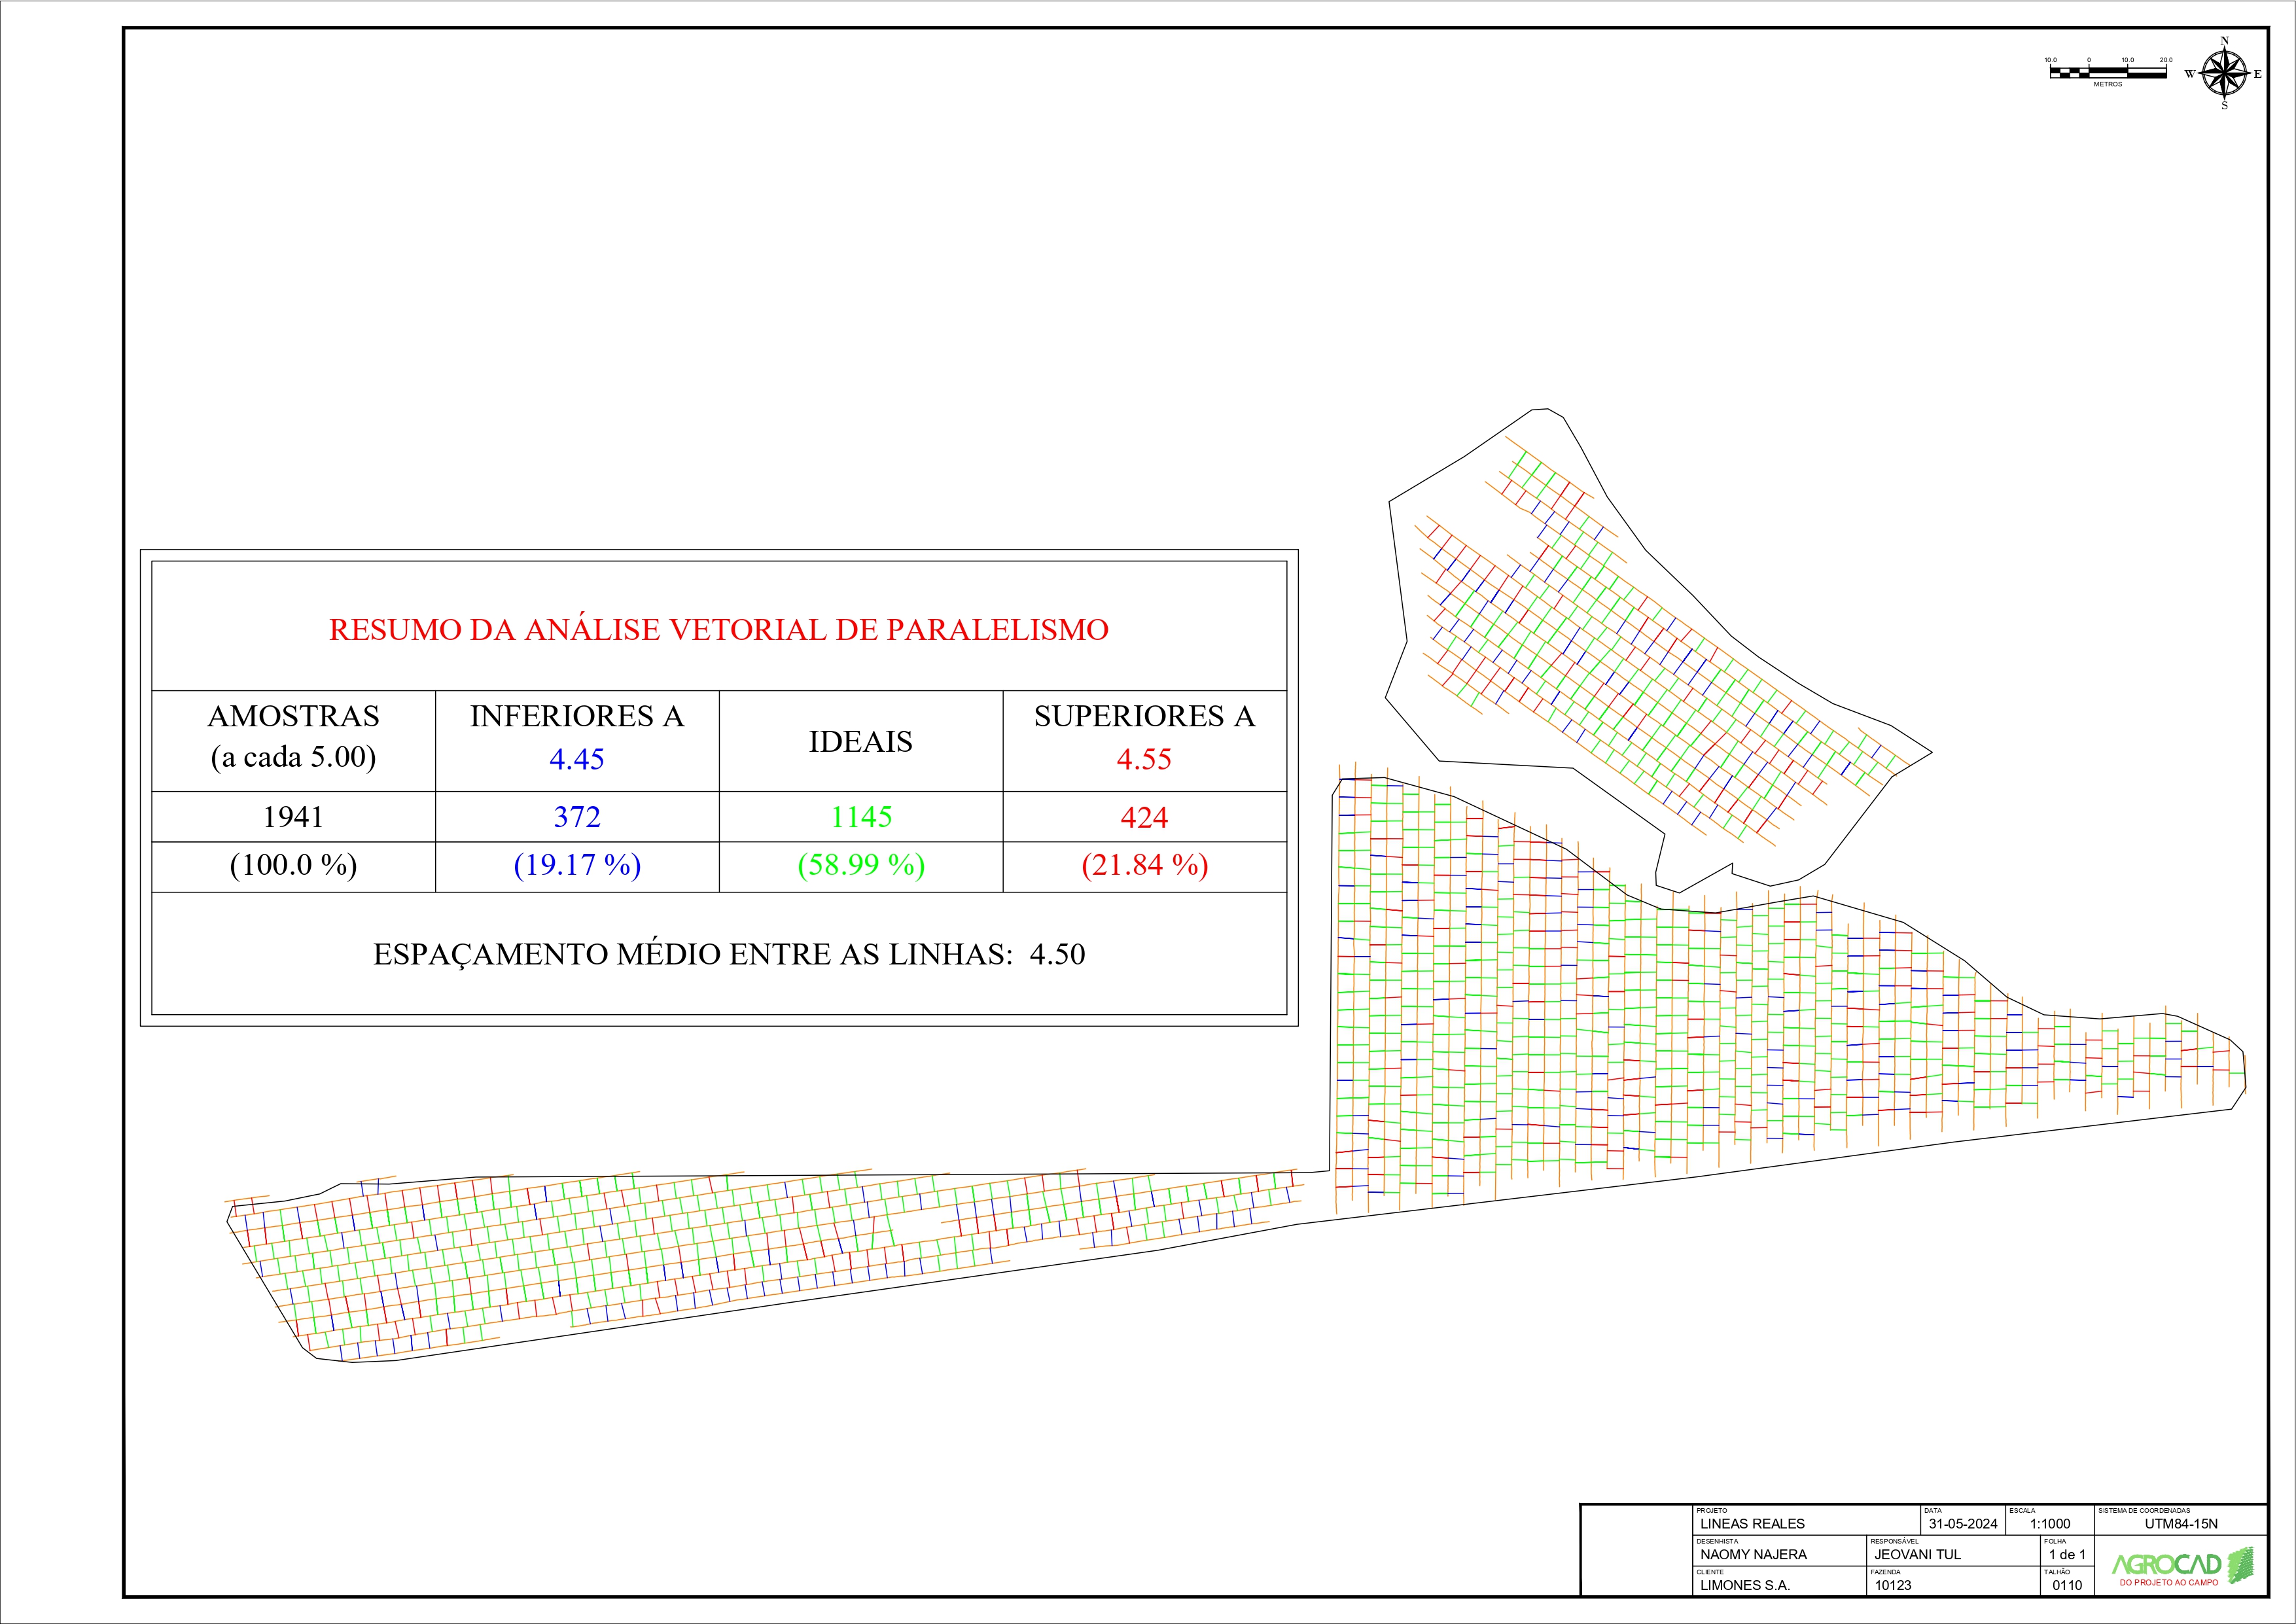 10.0 0 10.0 20.0
METROS
N
W E
S
RESUMO DA ANÁLISE VETORIAL DE PARALELISMO
AMOSTRAS
(a cada 5.00)
INFERIORES A
4.45
IDEAIS
SUPERIORES A
4.55
1941 372 1145 424
(100.0 %) (19.17 %) (58.99 %) (21.84 %)
ESPAÇAMENTO MÉDIO ENTRE AS LINHAS: 4.50
PROJETO
LINEAS REALES
DATA
31-05-2024
ESCALA
1:1000
SISTEMA DE COORDENADAS
UTM84-15N
DESENHISTA
NAOMY NAJERA
RESPONSÁVEL
JEOVANI TUL
FOLHA
1 de 1
CLIENTE
LIMONES S.A.
FAZENDA
10123
TALHÃO
0110
AGROCAD
DO PROJETO AO CAMPO